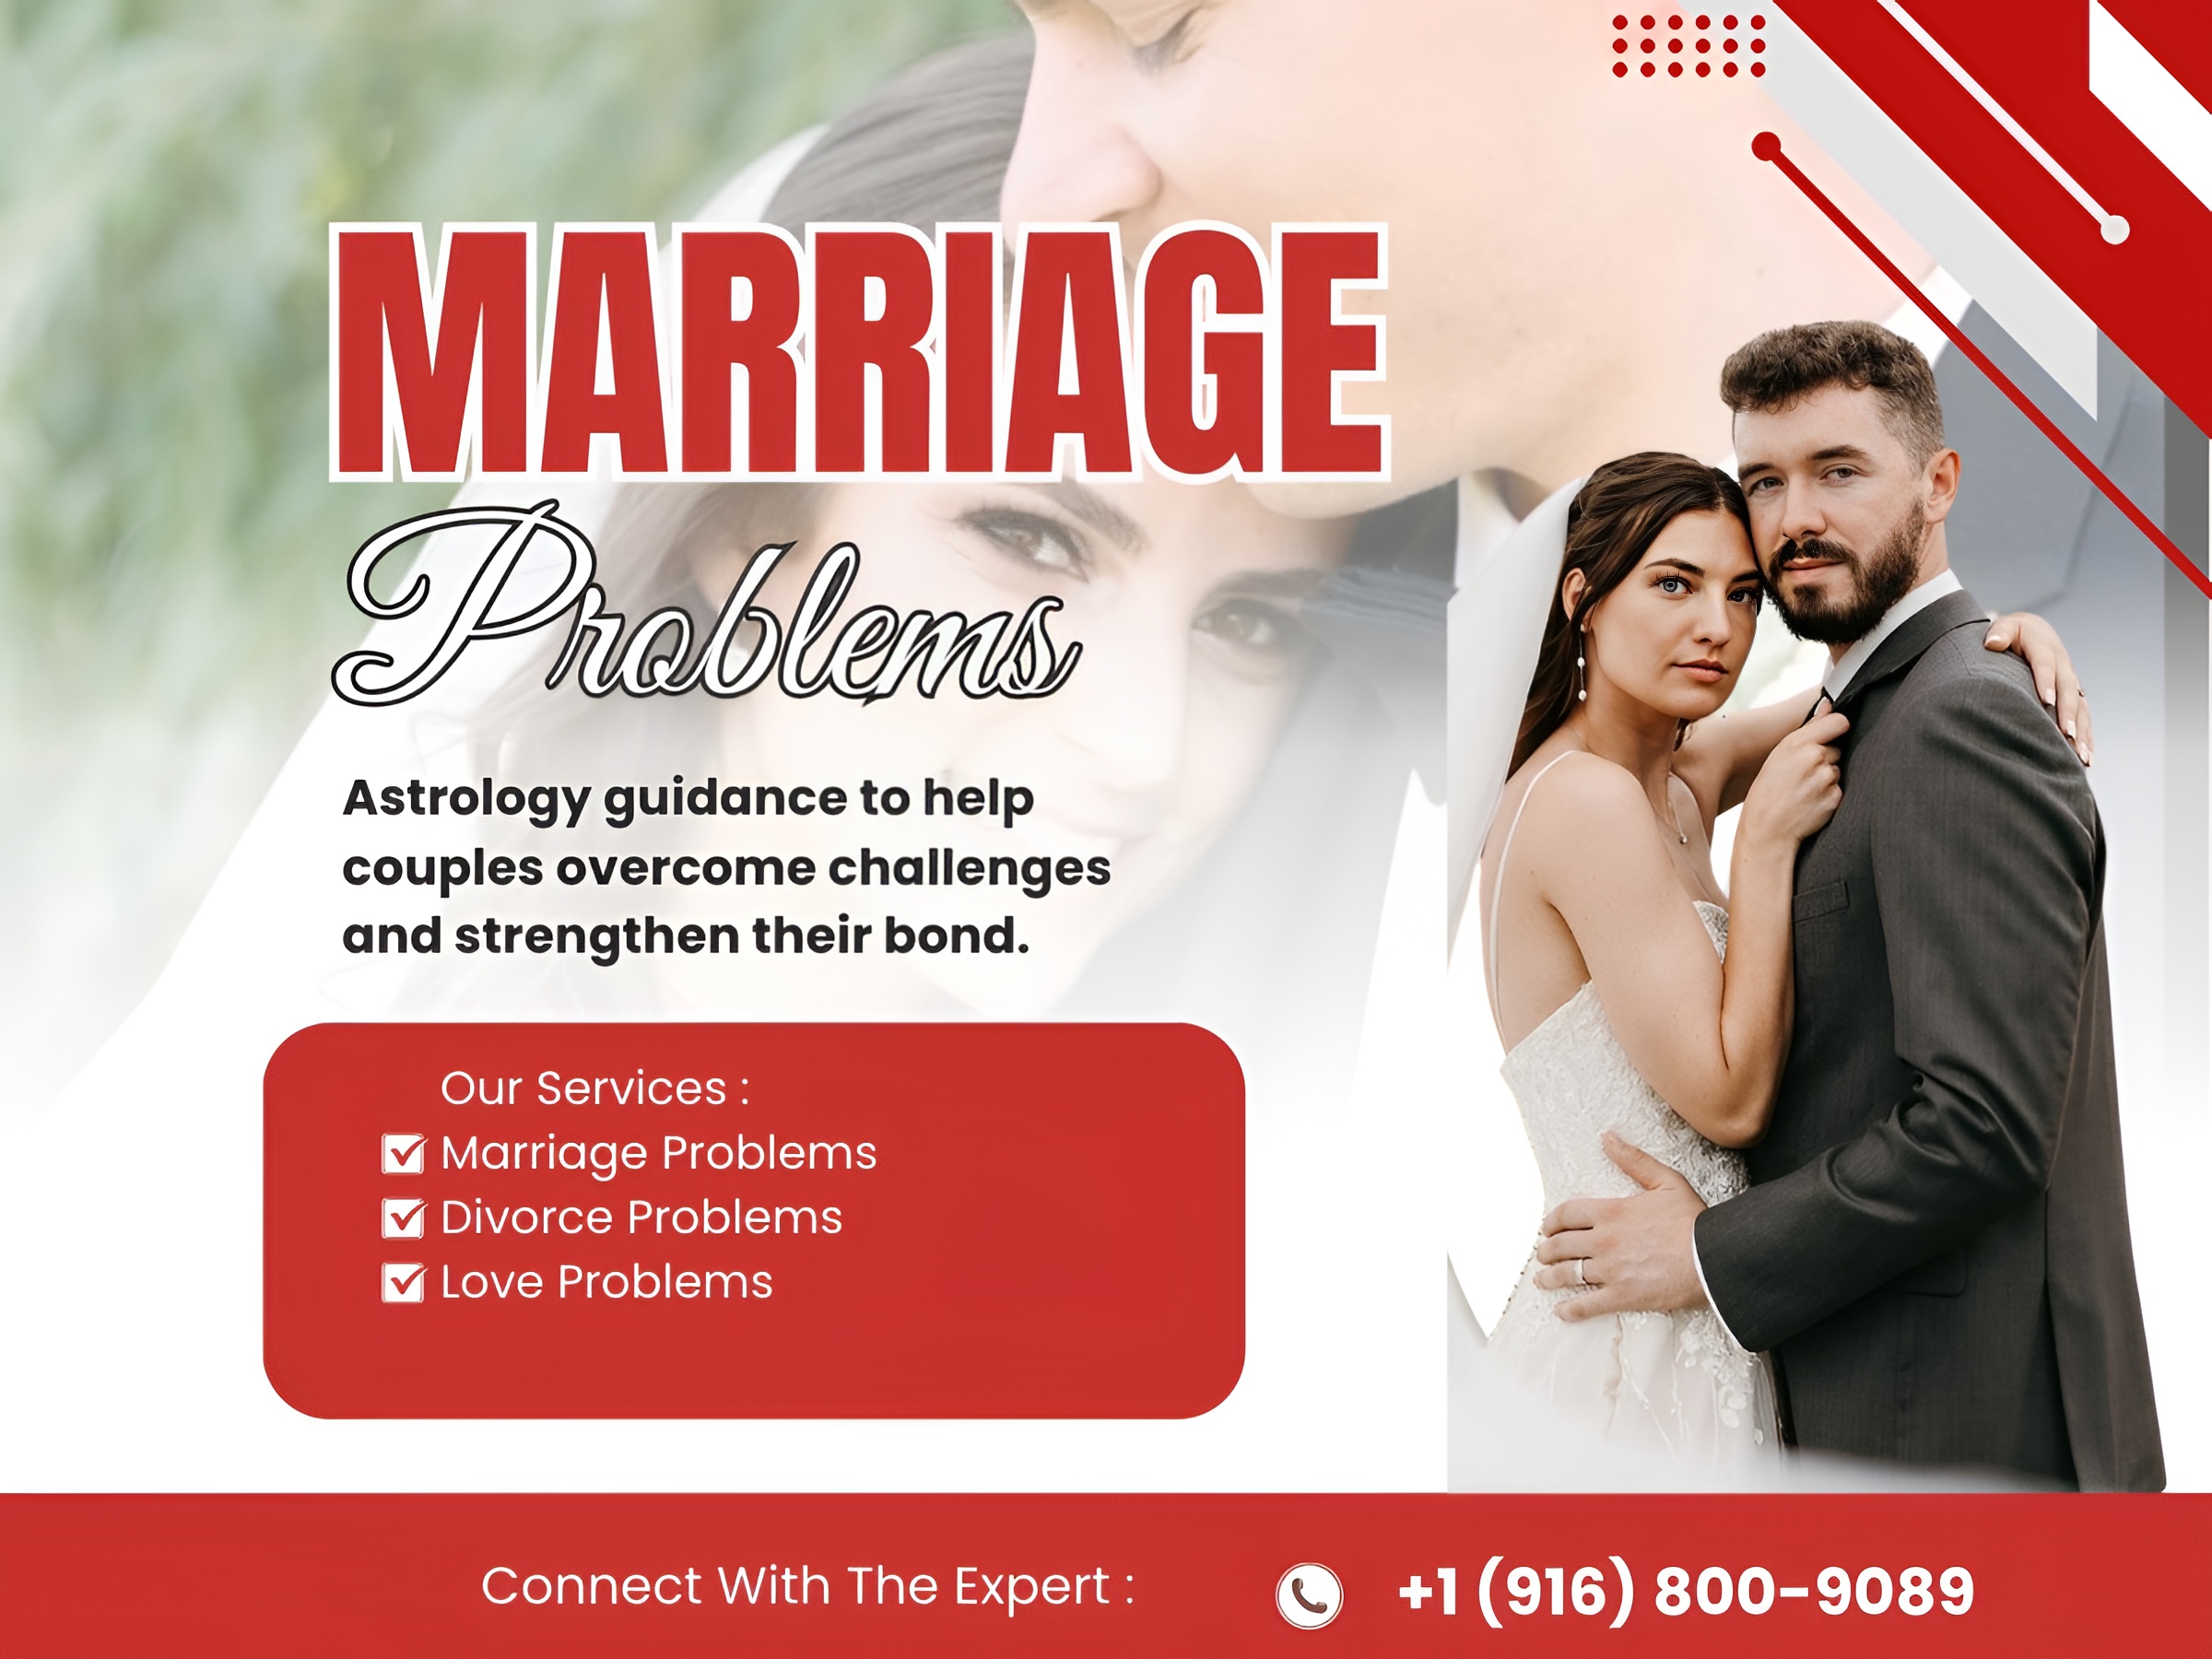 MARRIAGE
Problems
Astrology guidance to help
couples overcome challenges
and strengthen their bond.
Our Services :
Marriage Problems
Divorce Problems
Love Problems
Connect With The Expert :
+1 (916) 800-9089